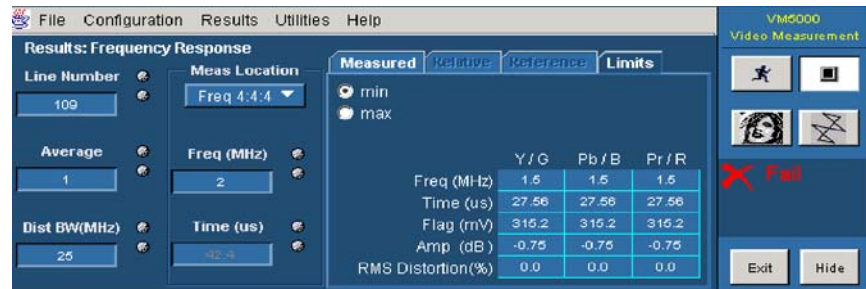 File Configuration Results Utilities Help
VM6000
Video Measurement
Results: Frequency Response
Line Number
109
Average
1
Dist BW(MHz)
25
Meas Location
Freq 4:4:4
Freq (MHz)
2
Time (us)
42.4
Measured Relative Reference Limits
min
max
Y / G Pb / B Pr / R
Freq (MHz) 1.5 1.5 1.5
Time (us) 27.56 27.56 27.56
Flag (mV) 315.2 315.2 315.2
Amp (dB) -0.75 -0.75 -0.75
RMS Distortion(%) 0.0 0.0 0.0
Fail
Exit Hide